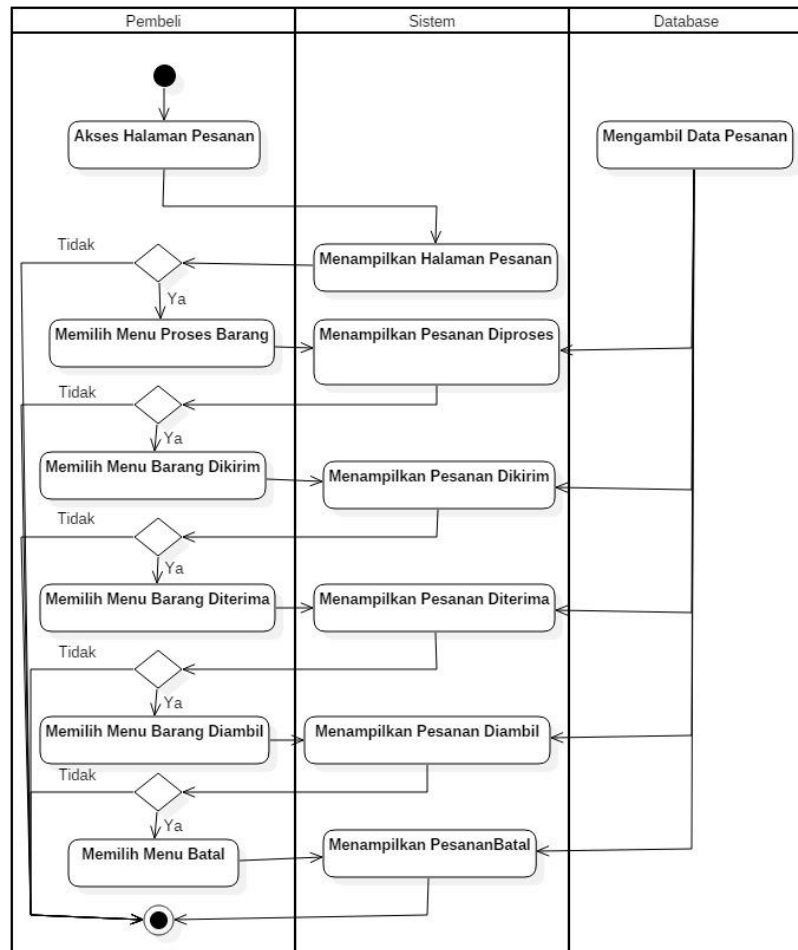 Pembeli
Sistem
Database
Akses Halaman Pesanan
Mengambil Data Pesanan
Tidak
Menampilkan Halaman Pesanan
Ya
Memilih Menu Proses Barang
Menampilkan Pesanan Diproses
Tidak
Ya
Memilih Menu Barang Dikirim
Menampilkan Pesanan Dikirim
Tidak
Ya
Memilih Menu Barang Diterima
Menampilkan Pesanan Diterima
Tidak
Ya
Memilih Menu Barang Diambil
Menampilkan Pesanan Diambil
Tidak
Ya
Memilih Menu Batal
Menampilkan PesananBatal